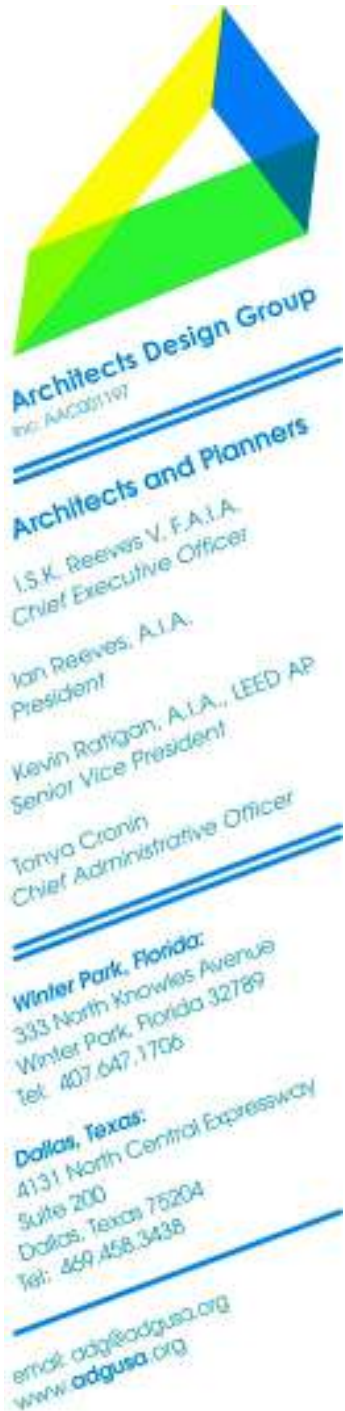 Architects Design Group
Inc. AAC001197
Architects and Planners
I.S.K. Reeves V, F.A.I.A.
Chief Executive Officer
Ian Reeves, A.I.A.
President
Kevin Ratigan, A.I.A., LEED AP
Senior Vice President
Tonya Cronin
Chief Administrative Officer
Winter Park, Florida:
333 North Knowles Avenue
Winter Park, Florida 32789
Tel: 407.647.1706
Dallas, Texas:
4131 North Central Expressway
Suite 200
Dallas, Texas 75204
Tel: 469.458.3438
email: adg@adgusa.org
www.adgusa.org